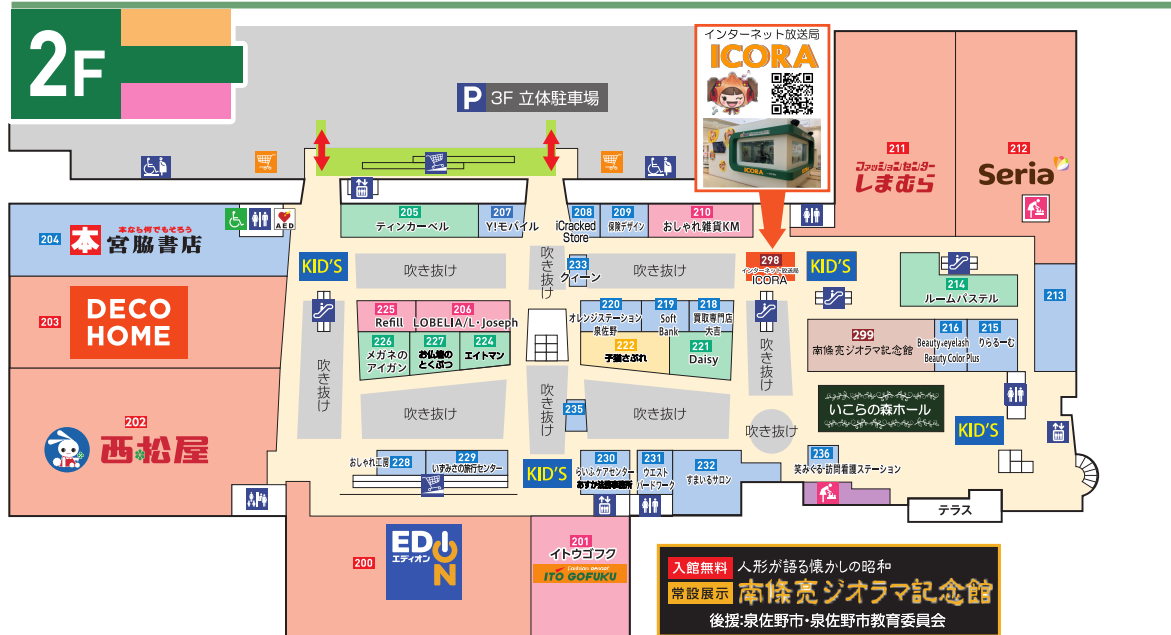 2F
P 3F 立体駐車場
インターネット放送局
ICORA
ICORA
211
ファッションセンター
しまむら
212
Seria
204
本
本なら何でもそろう
宮脇書店
AED
205
ティンカーベル
207
Y!モバイル
208
iCracked
Store
209
保険デザイン
210
おしゃれ雑貨KM
KID'S
吹き抜け
吹き抜け
233
クィーン
吹き抜け
298
インターネット放送局
ICORA
KID'S
214
ルームパステル
213
203
DECO
HOME
225
Refill
206
LOBELIA/L・Joseph
220
オレンジステーション
泉佐野
219
Soft
Bank
218
買取専門店
大吉
226
メガネの
アイガン
227
お仏壇の
とくぶつ
224
エイトマン
222
子猫さぶれ
221
Daisy
吹き抜け
吹き抜け
299
南條亮ジオラマ記念館
216
Beauty eyelash
Beauty Color Plus
215
りらるーむ
202
西松屋
吹き抜け
吹き抜け
235
吹き抜け
吹き抜け
いこらの森ホール
KID'S
おしゃれ工房 228
229
いずみさの旅行センター
KID'S
230
らいふケアセンター
あすか法務事務所
231
ウエスト
バードワーク
232
すまいるサロン
236
笑みぐる・訪問看護ステーション
テラス
200
EDION
エディオン
201
イトウゴフク
Fashion sense!
ITO GOFUKU
入館無料 人形が語る懐かしの昭和
常設展示 南條亮ジオラマ記念館
後援:泉佐野市・泉佐野市教育委員会